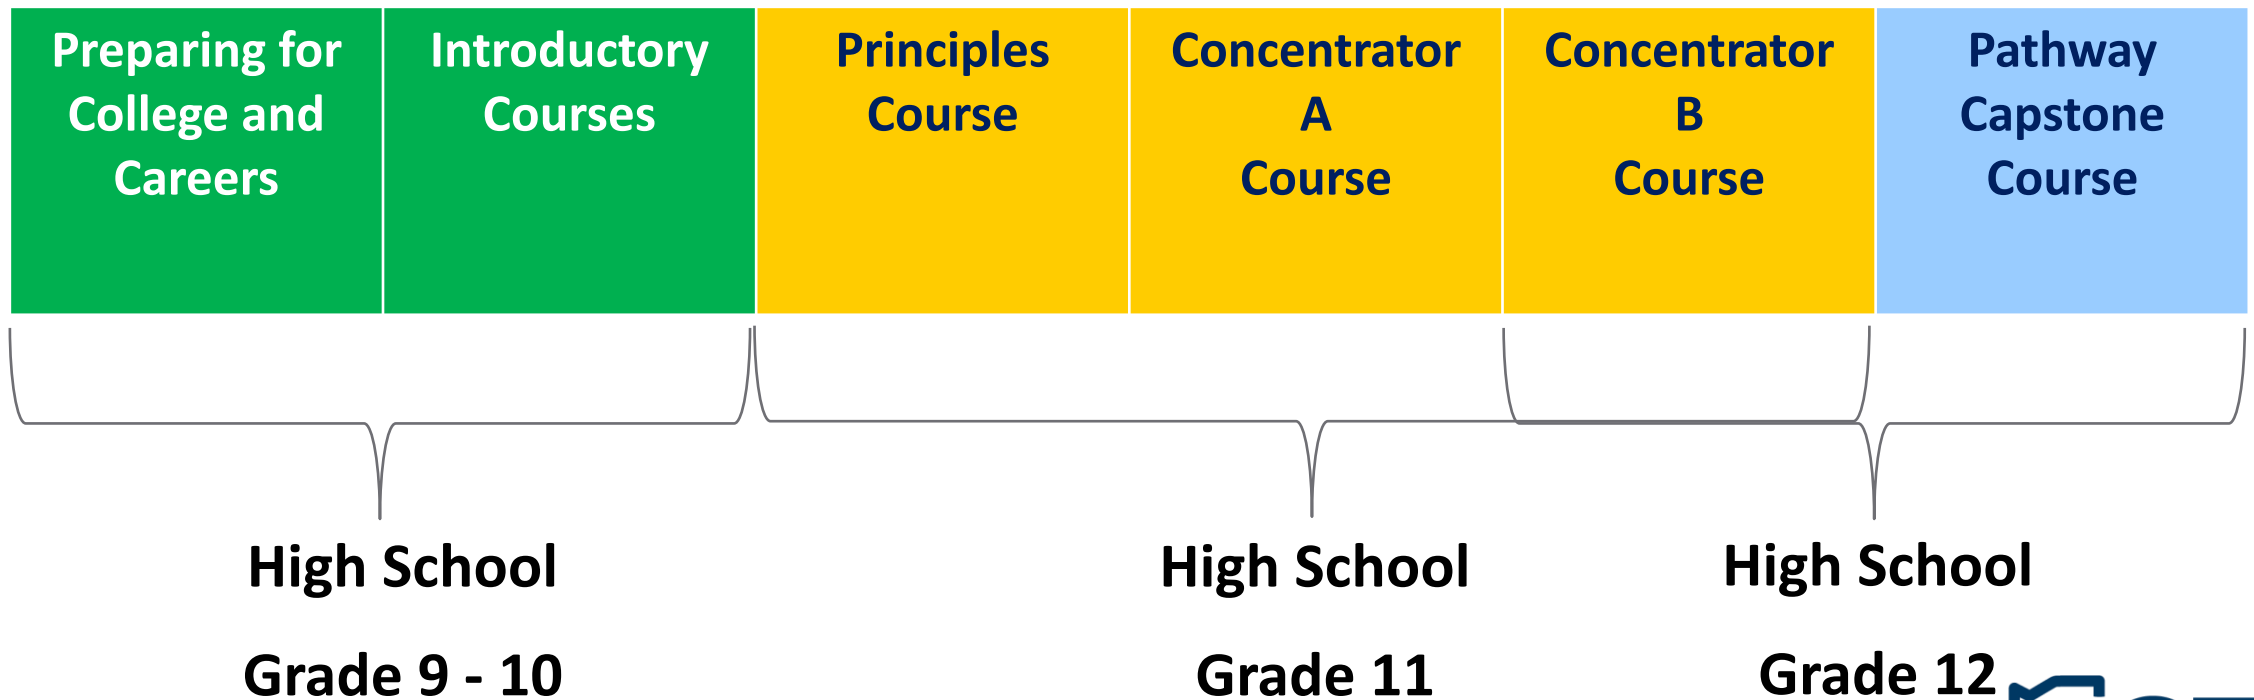 Preparing for
College and
Careers
Introductory
Courses
Principles
Course
Concentrator
A
Course
Concentrator
B
Course
Pathway
Capstone
Course
High School
Grade 9 - 10
High School
Grade 11
High School
Grade 12